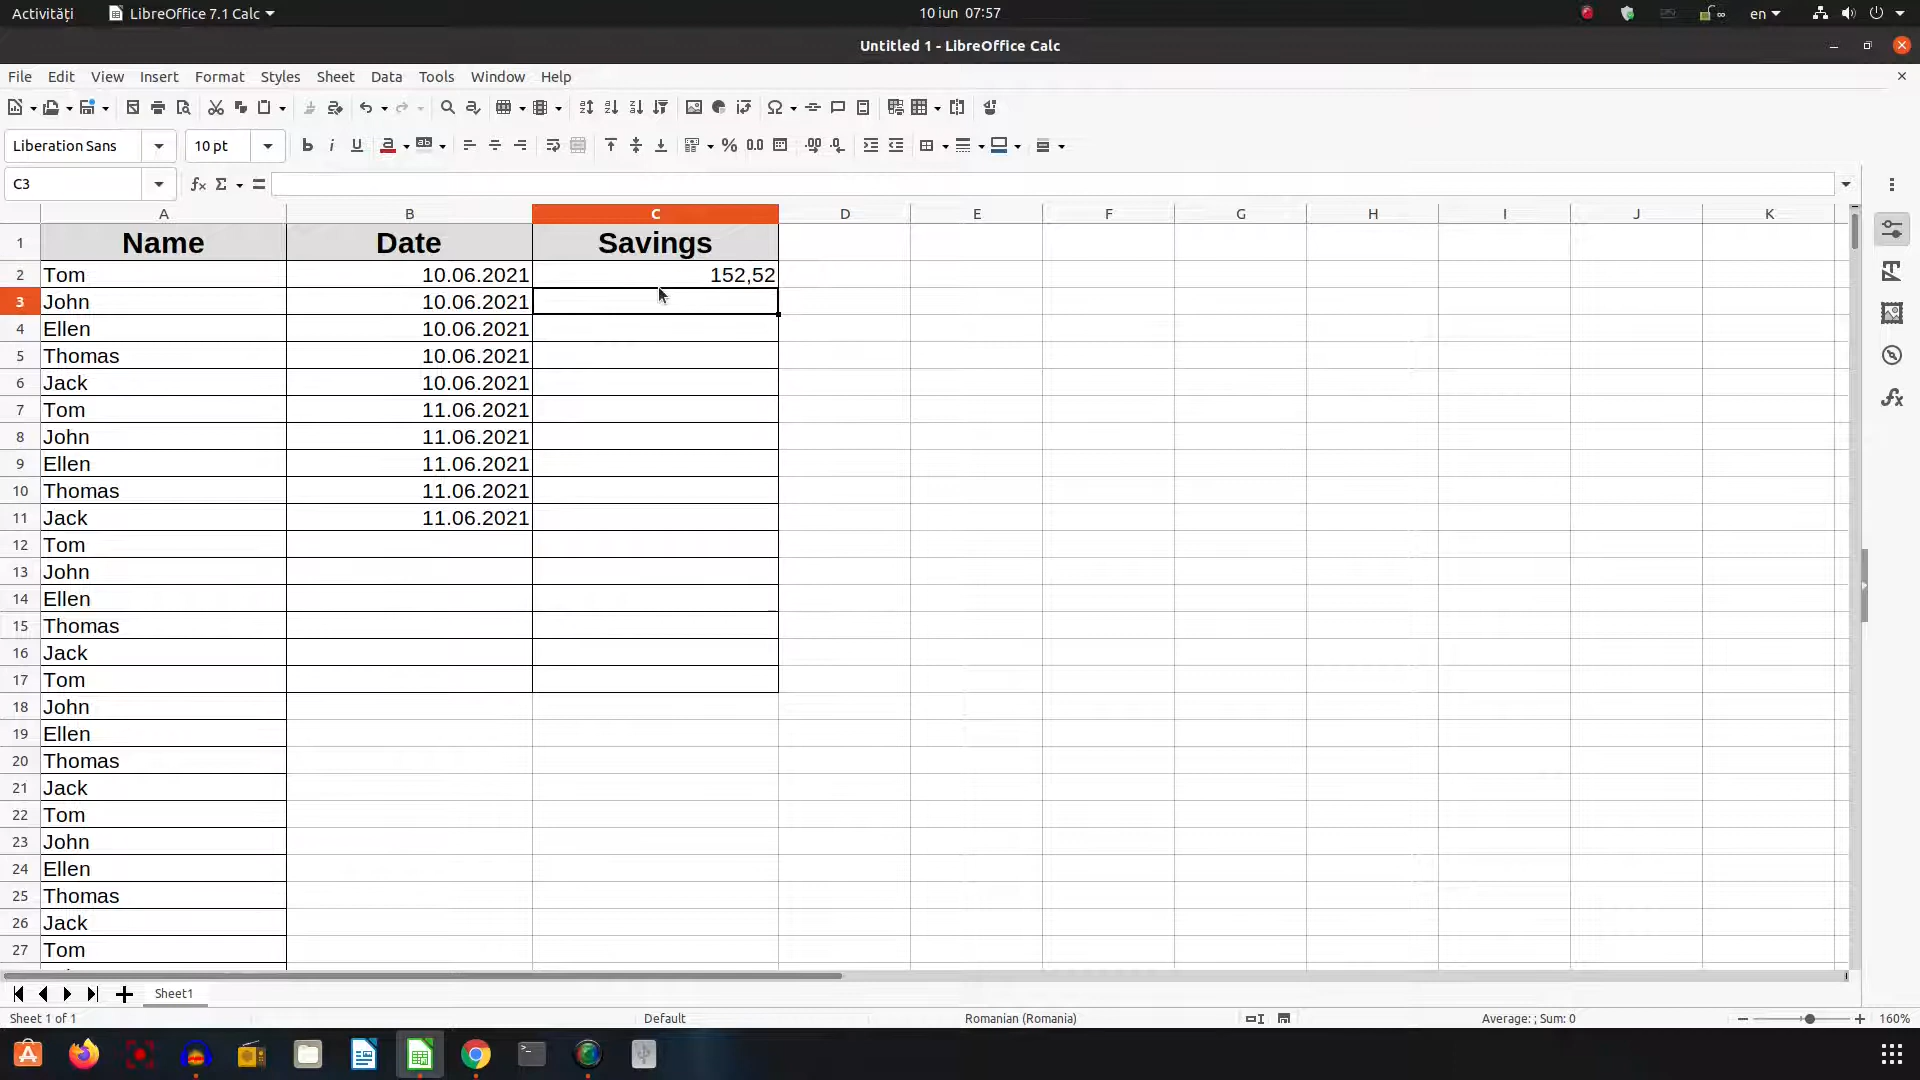 Activități LibreOffice 7.1 Calc 10 iun 07:57 en
Untitled 1 - LibreOffice Calc
File Edit View Insert Format Styles Sheet Data Tools Window Help
Liberation Sans 10 pt
C3
A B C D E F G H I J K
1 Name Date Savings
2 Tom 10.06.2021 152,52
3 John 10.06.2021
4 Ellen 10.06.2021
5 Thomas 10.06.2021
6 Jack 10.06.2021
7 Tom 11.06.2021
8 John 11.06.2021
9 Ellen 11.06.2021
10 Thomas 11.06.2021
11 Jack 11.06.2021
12 Tom
13 John
14 Ellen
15 Thomas
16 Jack
17 Tom
18 John
19 Ellen
20 Thomas
21 Jack
22 Tom
23 John
24 Ellen
25 Thomas
26 Jack
27 Tom
Sheet1
Sheet 1 of 1 Default Romanian (Romania) Average: ; Sum: 0 160%